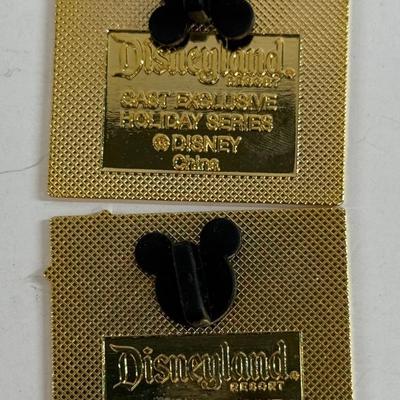 Disneyland®
RESORT
CAST EXCLUSIVE
HOLIDAY SERIES
© DISNEY
China
Disneyland®
RESORT